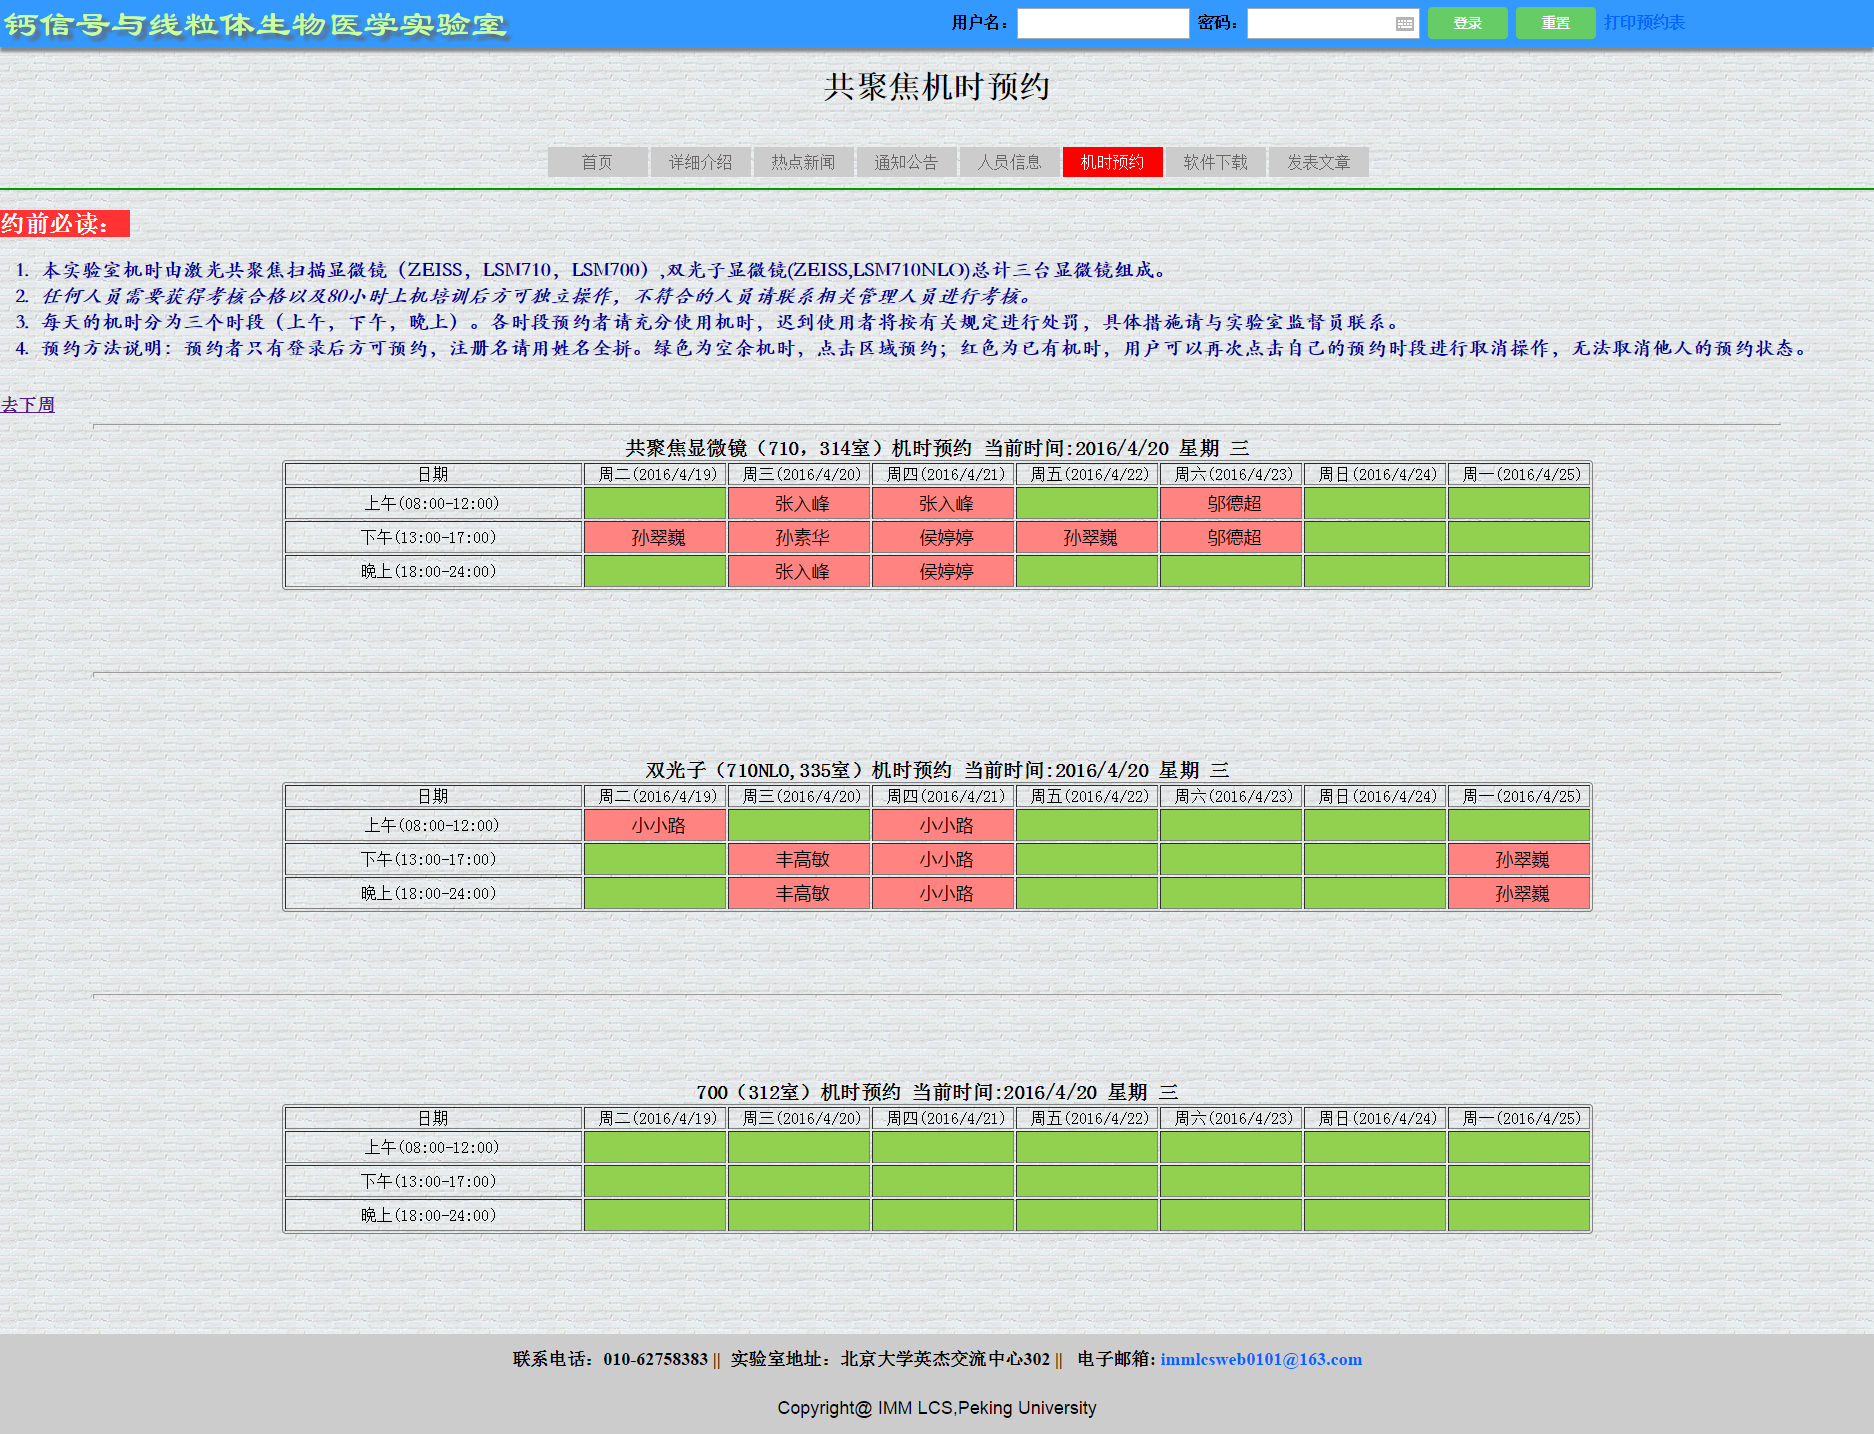 钙信号与线粒体生物医学实验室
用户名： 密码： 登录 重置 打印预约表
共聚焦机时预约
首页 详细介绍 热点新闻 通知公告 人员信息 机时预约 软件下载 发表文章
约前必读：
1. 本实验室机时由激光共聚焦扫描显微镜（ZEISS，LSM710，LSM700）,双光子显微镜(ZEISS,LSM710NLO)总计三台显微镜组成。
2. 任何人员需要获得考核合格以及80小时上机培训后方可独立操作，不符合的人员请联系相关管理人员进行考核。
3. 每天的机时分为三个时段（上午，下午，晚上）。各时段预约者请充分使用机时，迟到使用者将按有关规定进行处罚，具体措施请与实验室监督员联系。
4. 预约方法说明：预约者只有登录后方可预约，注册名请用姓名全拼。绿色为空余机时，点击区域预约；红色为已有机时，用户可以再次点击自己的预约时段进行取消操作，无法取消他人的预约状态。
去下周
共聚焦显微镜（710，314室）机时预约 当前时间:2016/4/20 星期 三
日期 周二(2016/4/19) 周三(2016/4/20) 周四(2016/4/21) 周五(2016/4/22) 周六(2016/4/23) 周日(2016/4/24) 周一(2016/4/25)
上午(08:00-12:00) 张入峰 张入峰 邬德超
下午(13:00-17:00) 孙翠巍 孙素华 侯婷婷 孙翠巍 邬德超
晚上(18:00-24:00) 张入峰 侯婷婷
双光子（710NLO,335室）机时预约 当前时间:2016/4/20 星期 三
日期 周二(2016/4/19) 周三(2016/4/20) 周四(2016/4/21) 周五(2016/4/22) 周六(2016/4/23) 周日(2016/4/24) 周一(2016/4/25)
上午(08:00-12:00) 小小路 小小路
下午(13:00-17:00) 丰高敏 小小路 孙翠巍
晚上(18:00-24:00) 丰高敏 小小路 孙翠巍
700（312室）机时预约 当前时间:2016/4/20 星期 三
日期 周二(2016/4/19) 周三(2016/4/20) 周四(2016/4/21) 周五(2016/4/22) 周六(2016/4/23) 周日(2016/4/24) 周一(2016/4/25)
上午(08:00-12:00)
下午(13:00-17:00)
晚上(18:00-24:00)
联系电话：010-62758383 || 实验室地址：北京大学英杰交流中心302 || 电子邮箱: immlcsweb0101@163.com
Copyright@ IMM LCS,Peking University